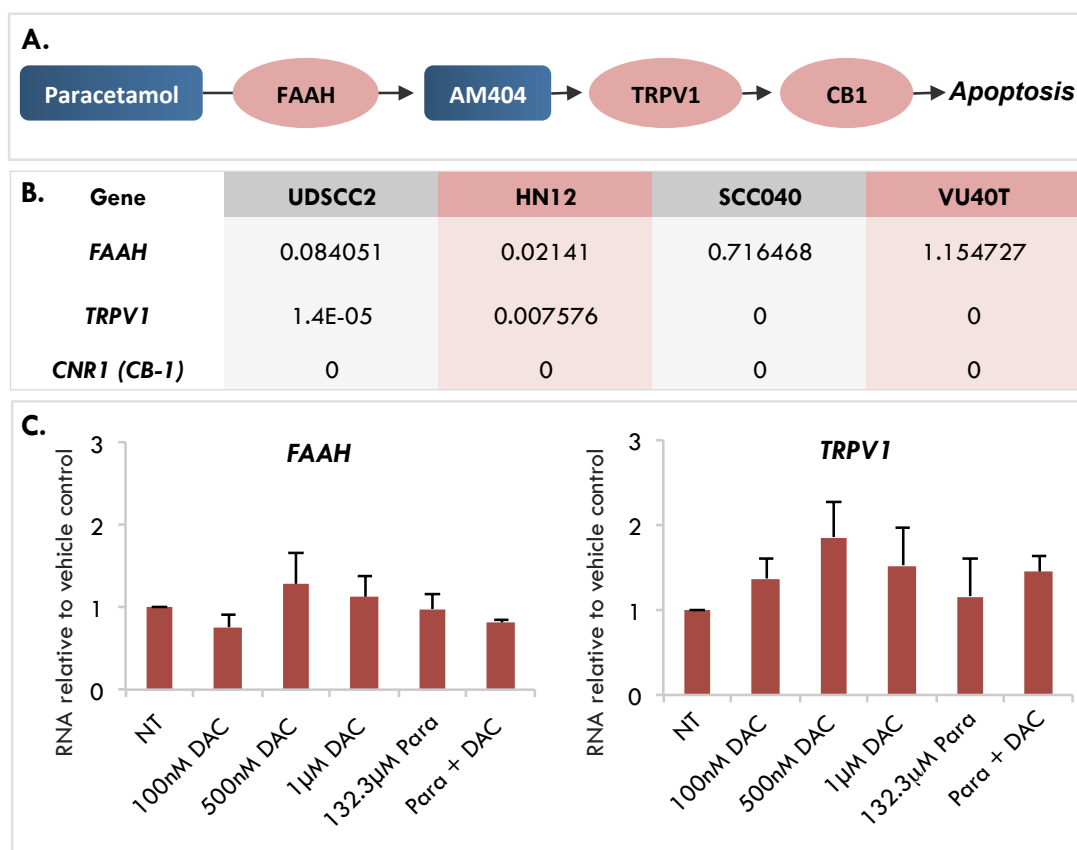 A.
Paracetamol FAAH AM404 TRPV1 CB1 Apoptosis
B. Gene UDSCC2 HN12 SCC040 VU40T
FAAH 0.084051 0.02141 0.716468 1.154727
TRPV1 1.4E-05 0.007576 0 0
CNR1 (CB-1) 0 0 0 0
C.
RNA relative to vehicle control
3
2
1
0
FAAH
NT
100nM DAC
500nM DAC
1µM DAC
132.3µM Para
Para + DAC
RNA relative to vehicle control
3
2
1
0
TRPV1
NT
100nM DAC
500nM DAC
1µM DAC
132.3µM Para
Para + DAC